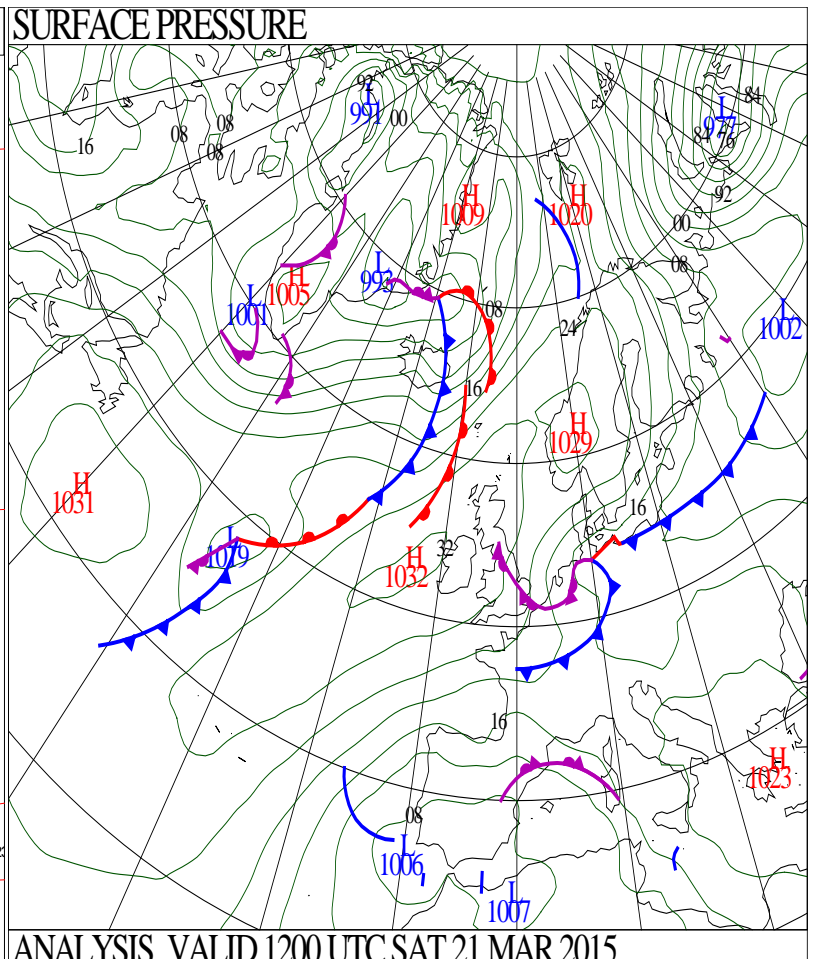 SURFACE PRESSURE
92
L
991
00
84
L
977
84
76
16
08
08
08
92
H
1009
H
1020
00
08
L
993
H
1005
L
1001
08
24
L
1002
16
H
1029
H
1031
16
L
1019
32
H
1032
16
H
1023
08
L
1006
L
1007
ANALYSIS VALID 1200 UTC SAT 21 MAR 2015